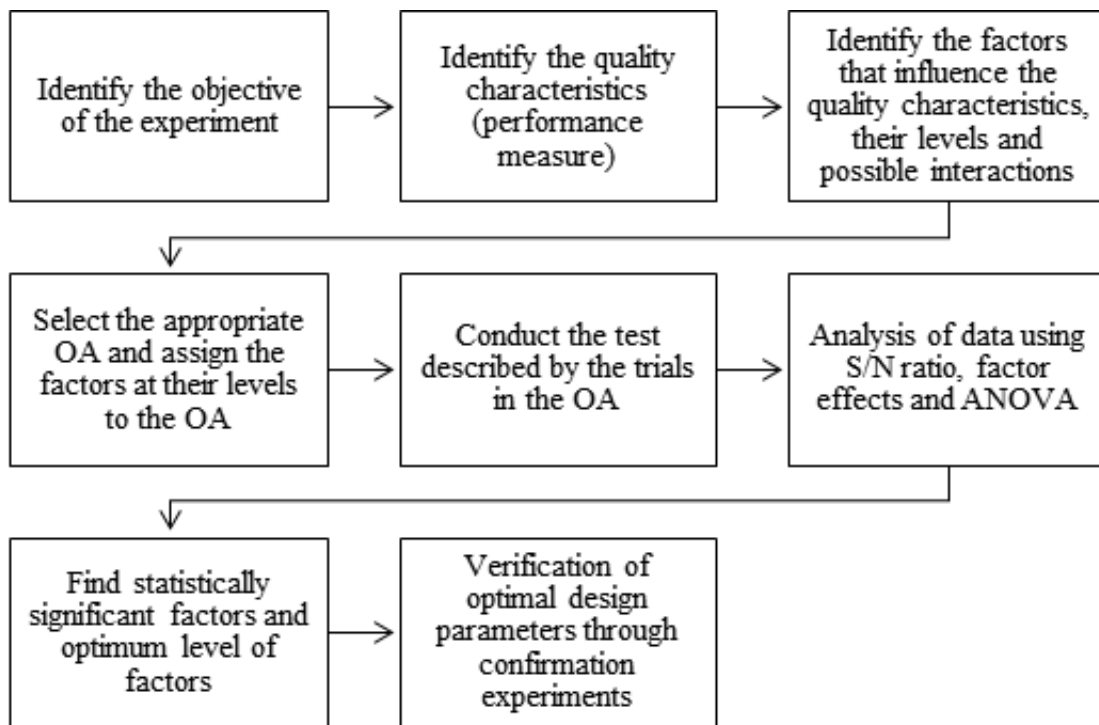 Identify the objective
of the experiment
Identify the quality
characteristics
(performance
measure)
Identify the factors
that influence the
quality characteristics,
their levels and
possible interactions
Select the appropriate
OA and assign the
factors at their levels
to the OA
Conduct the test
described by the trials
in the OA
Analysis of data using
S/N ratio, factor
effects and ANOVA
Find statistically
significant factors and
optimum level of
factors
Verification of
optimal design
parameters through
confirmation
experiments